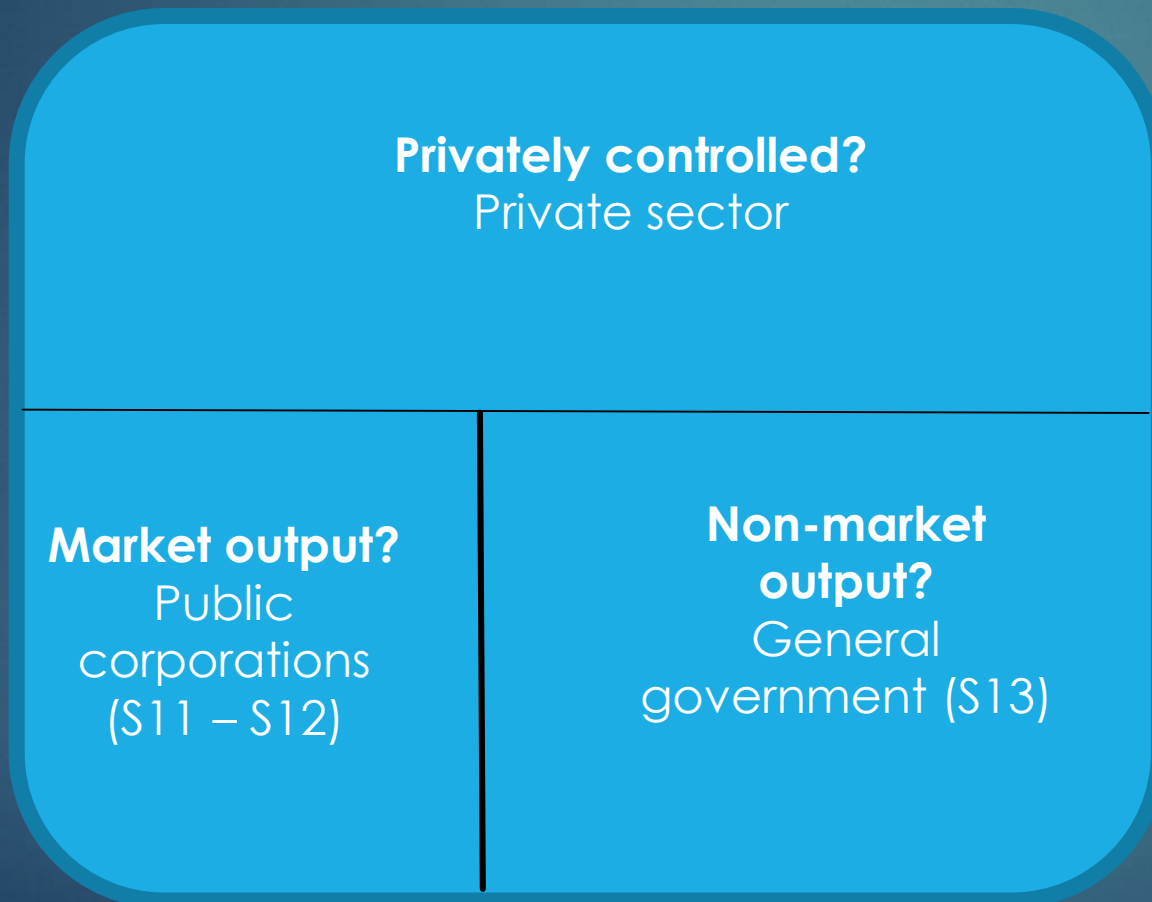 Privately controlled?
Private sector
Market output?
Public
corporations
(S11 – S12)
Non-market
output?
General
government (S13)